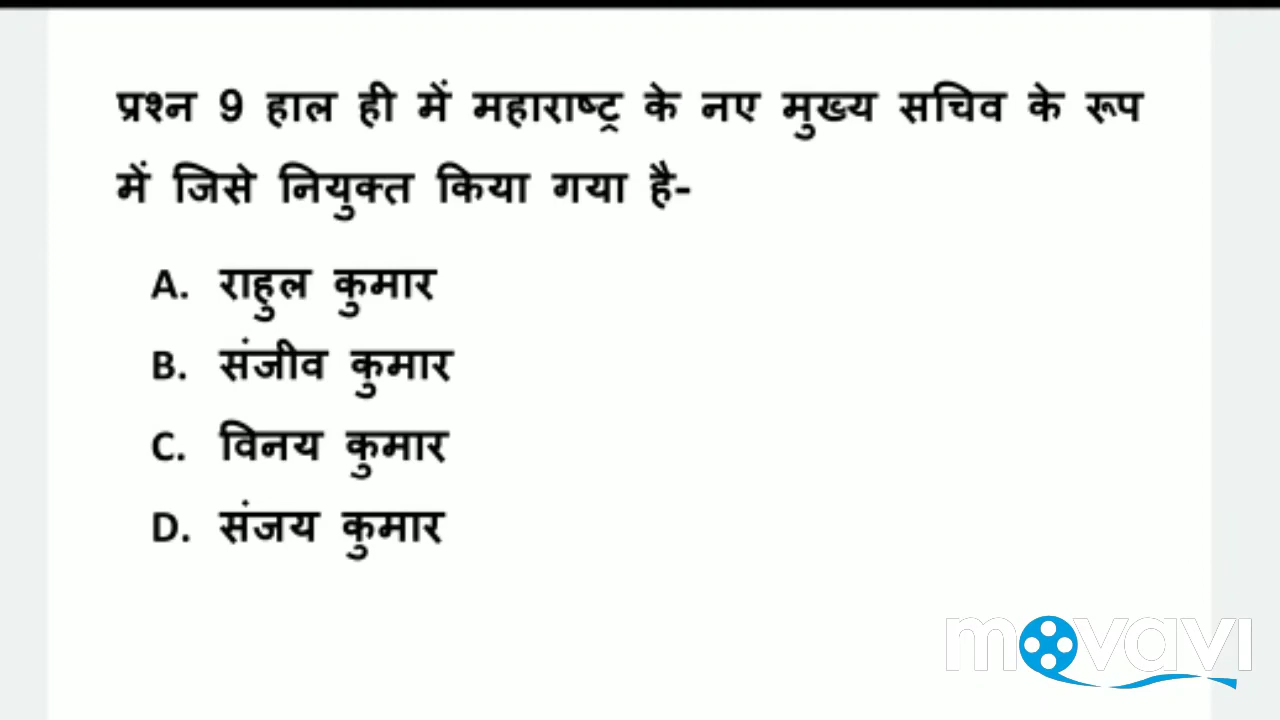 प्रश्न 9 हाल ही में महाराष्ट्र के नए मुख्य सचिव के रूप
में जिसे नियुक्त किया गया है-
A. राहुल कुमार
B. संजीव कुमार
C. विनय कुमार
D. संजय कुमार
movavi